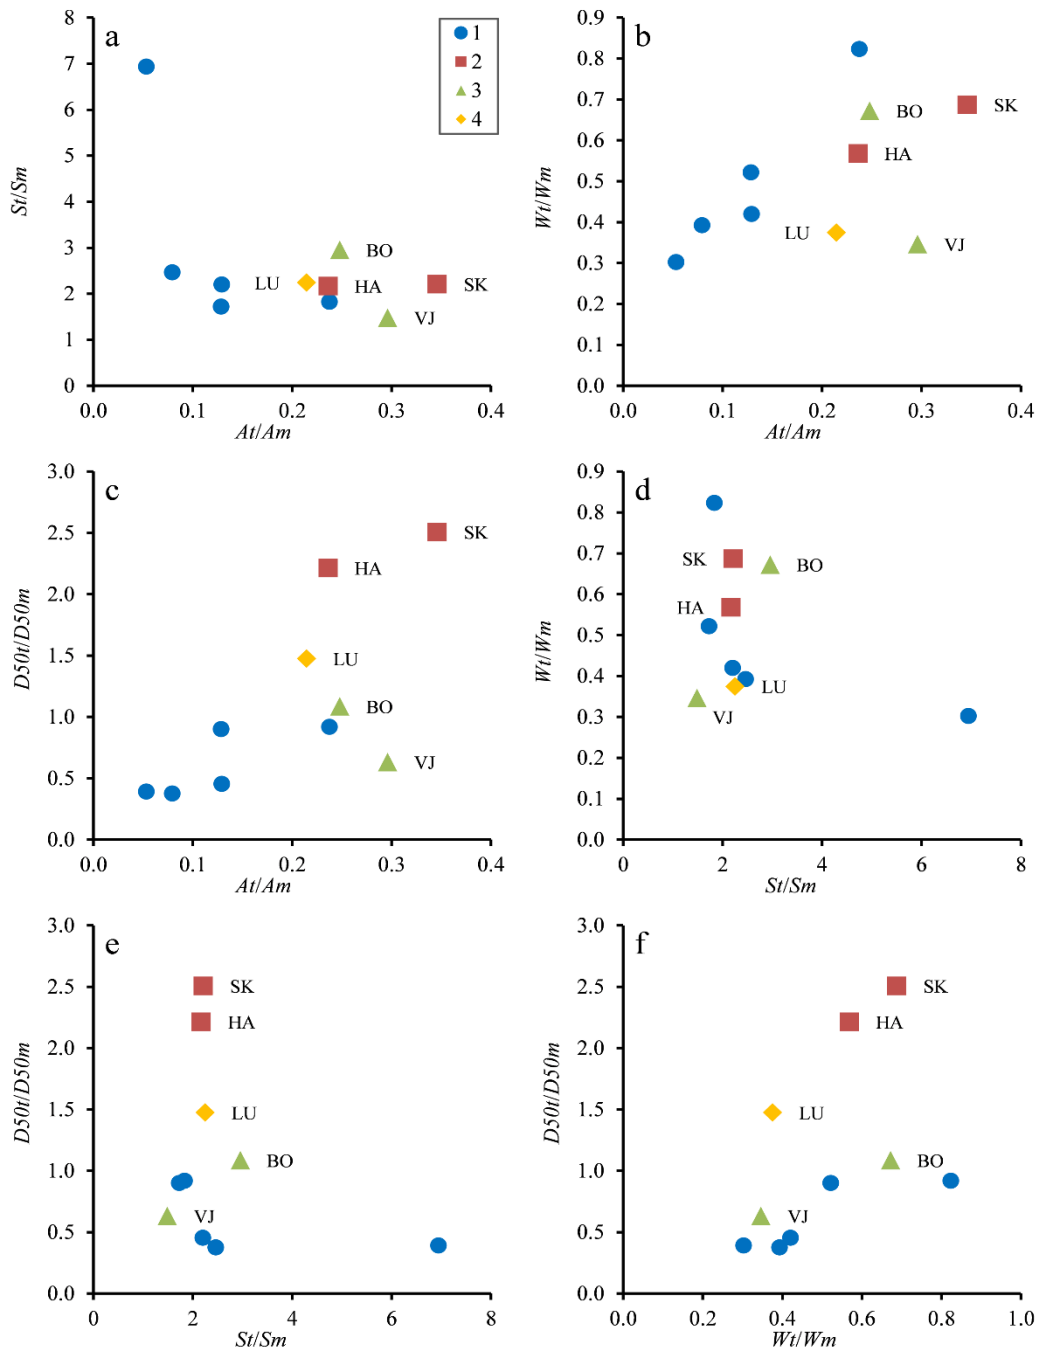 a
8
7
6
5
4
3
2
1
0
St/Sm
0.0 0.1 0.2 0.3 0.4
At/Am
1
2
3
4
BO
LU
HA
SK
VJ
b
0.9
0.8
0.7
0.6
0.5
0.4
0.3
0.2
0.1
0.0
Wt/Wm
0.0 0.1 0.2 0.3 0.4
At/Am
SK
BO
HA
LU
VJ
c
3.0
2.5
2.0
1.5
1.0
0.5
0.0
D50t/D50m
0.0 0.1 0.2 0.3 0.4
At/Am
SK
HA
LU
BO
VJ
d
0.9
0.8
0.7
0.6
0.5
0.4
0.3
0.2
0.1
0.0
Wt/Wm
0 2 4 6 8
St/Sm
SK
BO
HA
LU
VJ
e
3.0
2.5
2.0
1.5
1.0
0.5
0.0
D50t/D50m
0 2 4 6 8
St/Sm
SK
HA
LU
BO
VJ
f
3.0
2.5
2.0
1.5
1.0
0.5
0.0
D50t/D50m
0.0 0.2 0.4 0.6 0.8 1.0
Wt/Wm
SK
HA
LU
BO
VJ